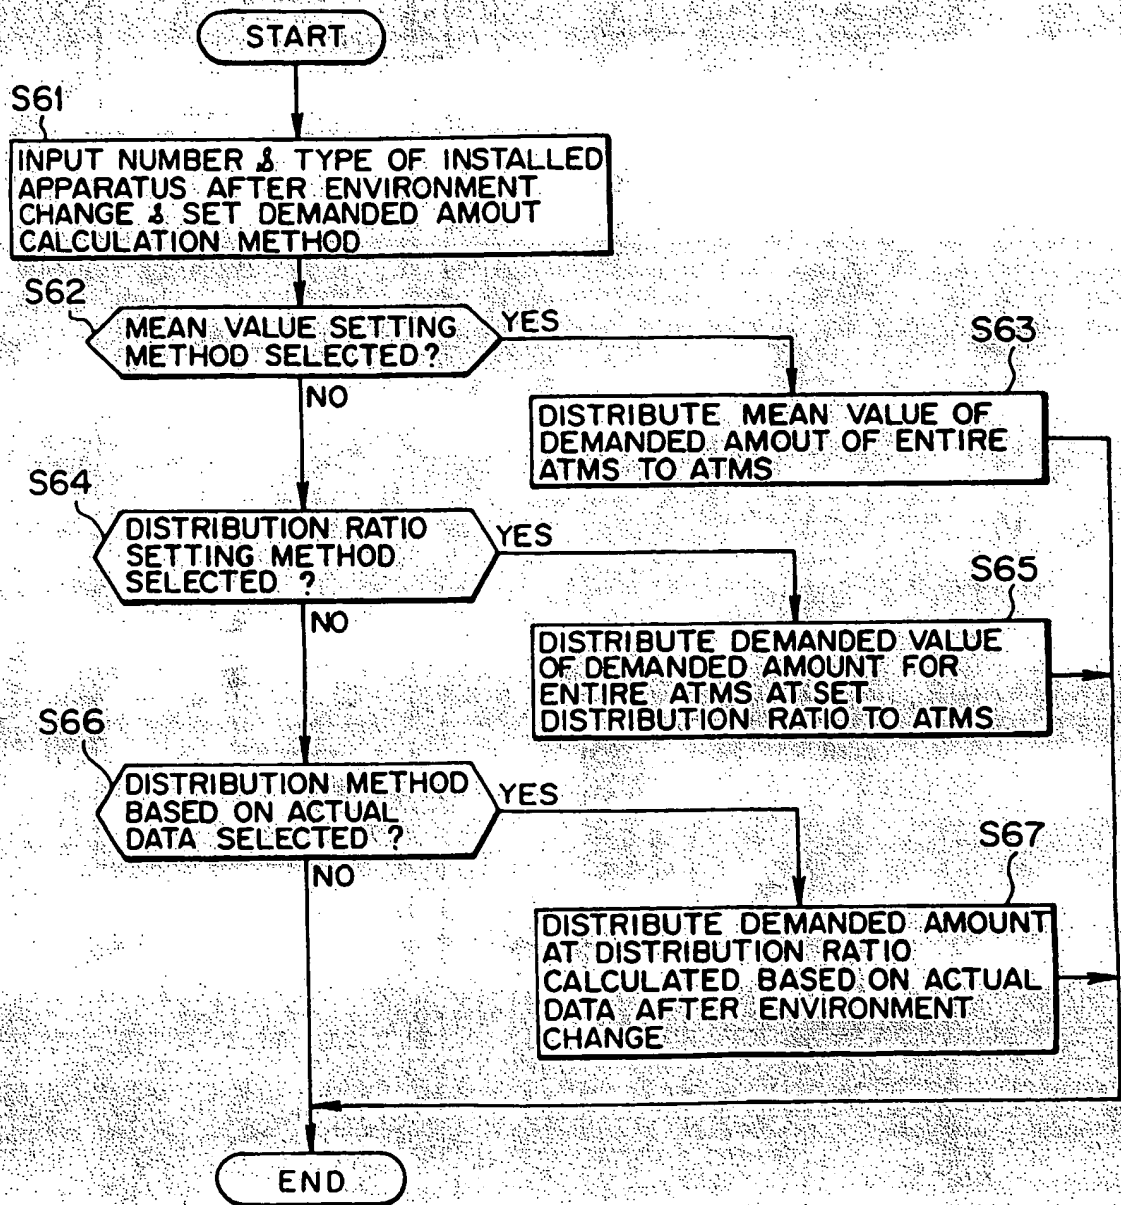 START
S61
INPUT NUMBER & TYPE OF INSTALLED
APPARATUS AFTER ENVIRONMENT
CHANGE & SET DEMANDED AMOUT
CALCULATION METHOD
S62
MEAN VALUE SETTING
METHOD SELECTED?
YES
NO
S63
DISTRIBUTE MEAN VALUE OF
DEMANDED AMOUT OF ENTIRE
ATMS TO ATMS
S64
DISTRIBUTION RATIO
SETTING METHOD
SELECTED ?
YES
NO
S65
DISTRIBUTE DEMANDED VALUE
OF DEMANDED AMOUNT FOR
ENTIRE ATMS AT SET
DISTRIBUTION RATIO TO ATMS
S66
DISTRIBUTION METHOD
BASED ON ACTUAL
DATA SELECTED ?
YES
NO
S67
DISTRIBUTE DEMANDED AMOUNT
AT DISTRIBUTION RATIO
CALCULATED BASED ON ACTUAL
DATA AFTER ENVIRONMENT
CHANGE
END